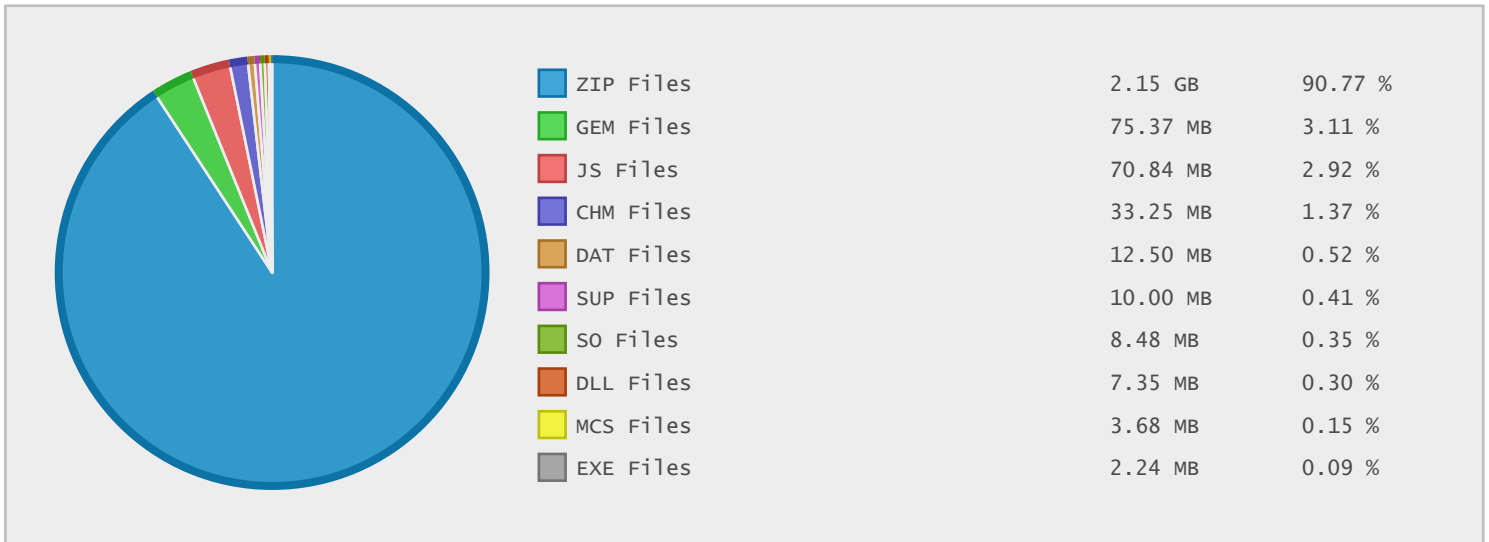 ZIP Files 2.15 GB 90.77 %
GEM Files 75.37 MB 3.11 %
JS Files 70.84 MB 2.92 %
CHM Files 33.25 MB 1.37 %
DAT Files 12.50 MB 0.52 %
SUP Files 10.00 MB 0.41 %
SO Files 8.48 MB 0.35 %
DLL Files 7.35 MB 0.30 %
MCS Files 3.68 MB 0.15 %
EXE Files 2.24 MB 0.09 %